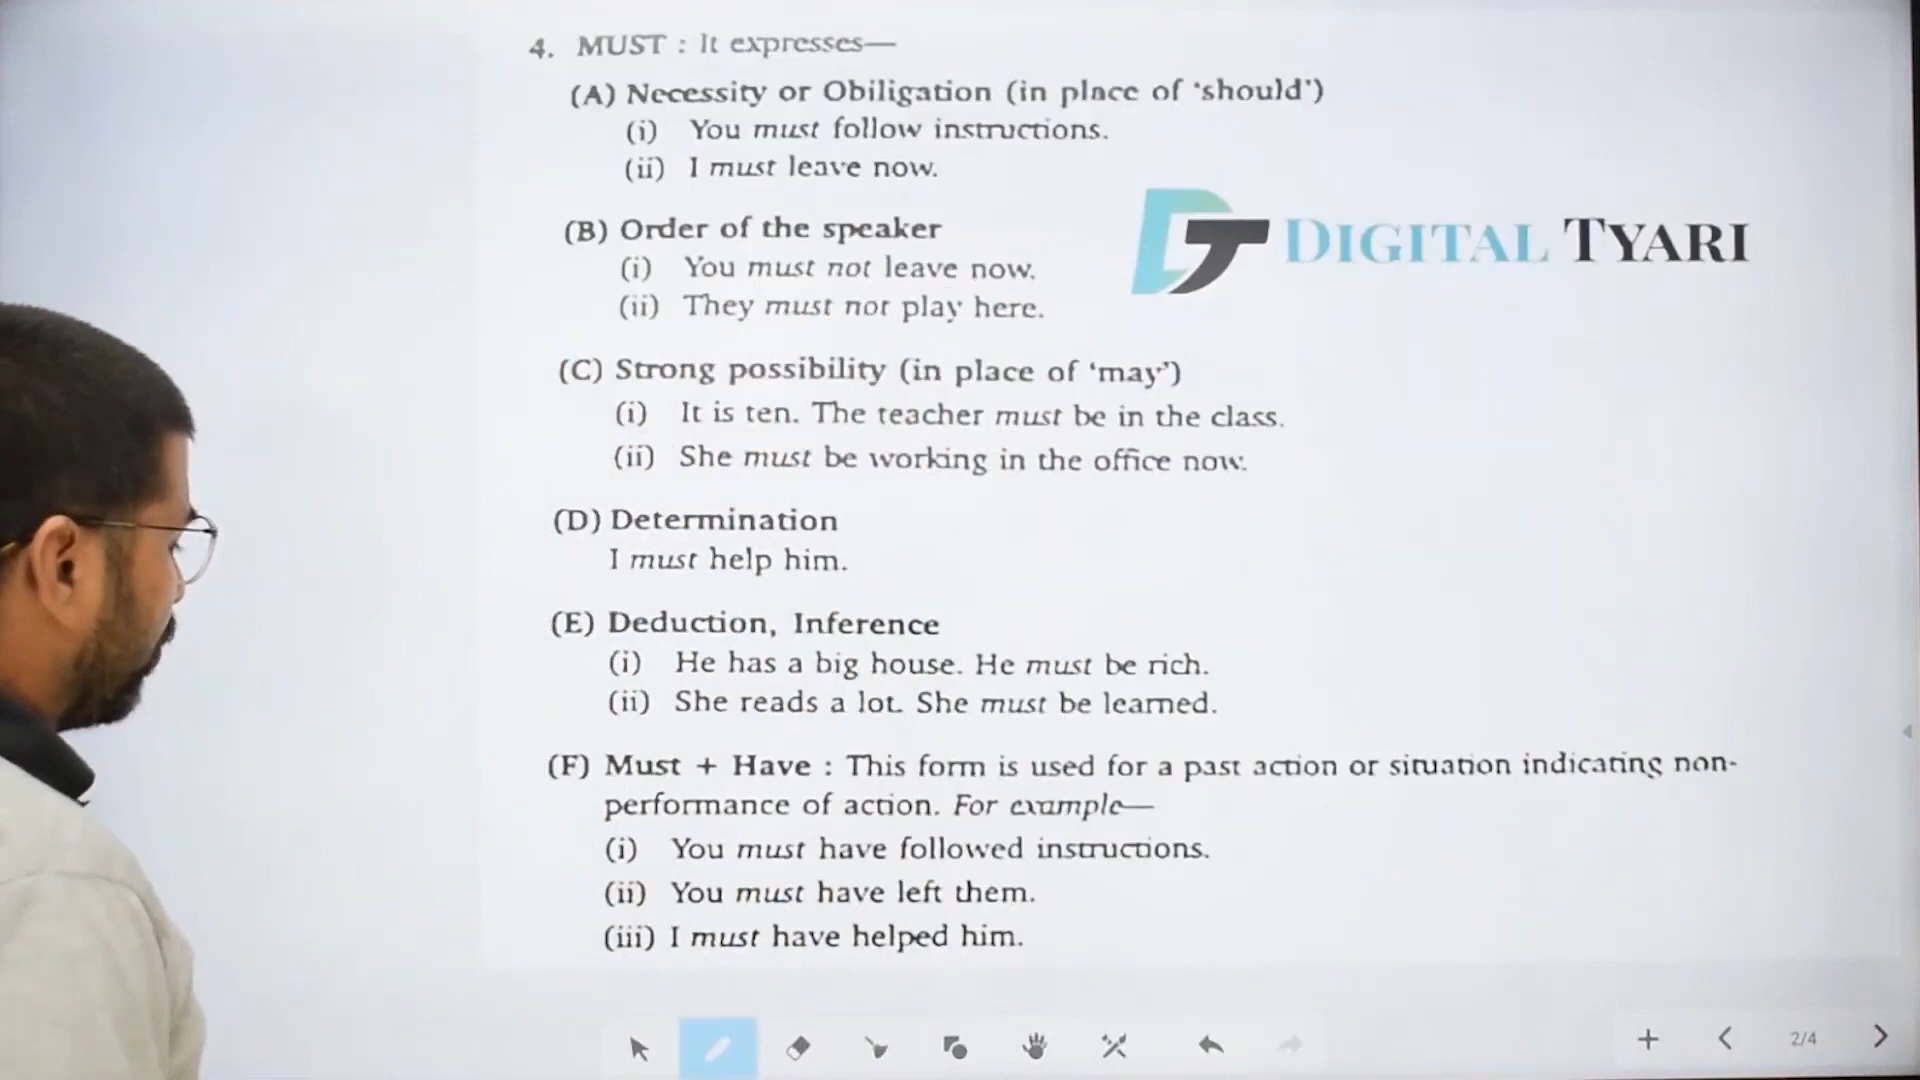 4. MUST : It expresses—
(A) Necessity or Obiligation (in place of ‘should’)
(i) You must follow instructions.
(ii) I must leave now.
(B) Order of the speaker
(i) You must not leave now.
(ii) They must not play here.
DT DIGITAL TYARI
(C) Strong possibility (in place of ‘may’)
(i) It is ten. The teacher must be in the class.
(ii) She must be working in the office now.
(D) Determination
I must help him.
(E) Deduction, Inference
(i) He has a big house. He must be rich.
(ii) She reads a lot. She must be learned.
(F) Must + Have : This form is used for a past action or situation indicating non-
performance of action. For example—
(i) You must have followed instructions.
(ii) You must have left them.
(iii) I must have helped him.
2/4